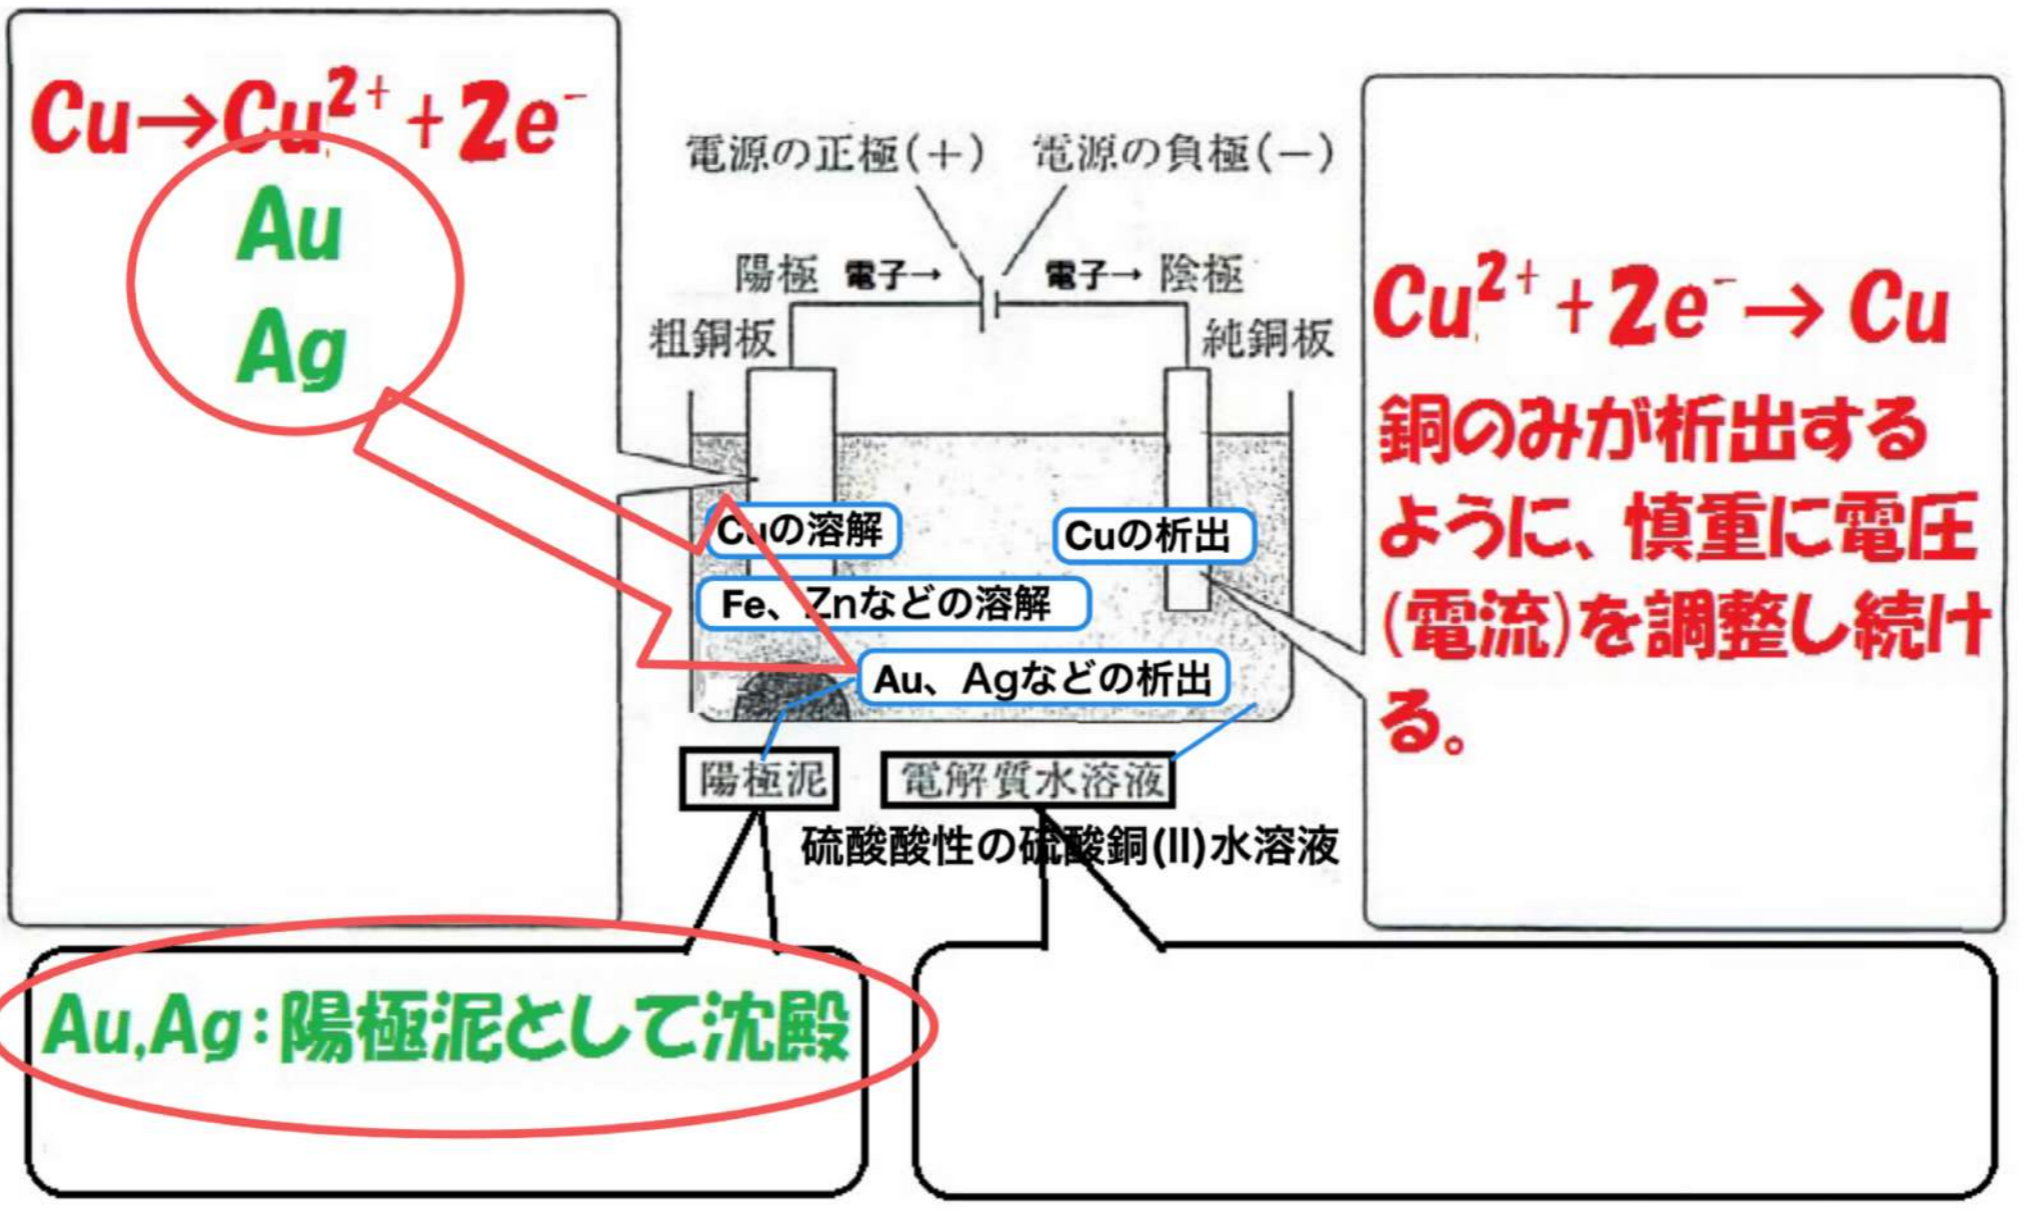 Cu→Cu²⁺+2e⁻
Au
Ag
電源の正極(＋)
電源の負極(－)
陽極
電子→
電子→
陰極
粗銅板
純銅板
Cuの溶解
Cuの析出
Fe、Znなどの溶解
Au、Agなどの析出
陽極泥
電解質水溶液
硫酸酸性の硫酸銅(II)水溶液
Cu²⁺+2e⁻→Cu
銅のみが析出する
ように、慎重に電圧
(電流)を調整し続け
る。
Au,Ag:陽極泥として沈殿